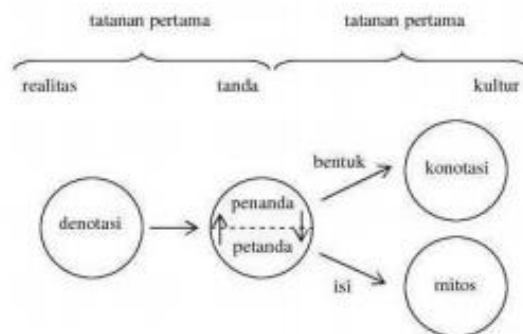 tatanan pertama tatanan pertama
realitas tanda kultur
bentuk konotasi
denotasi penanda
petanda
isi mitos